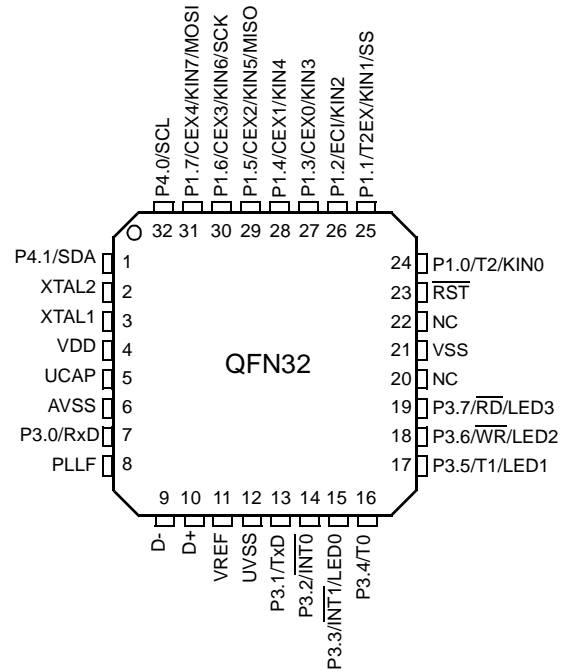 P4.0/SCL
P1.7/CEX4/KIN7/MOSI
P1.6/CEX3/KIN6/SCK
P1.5/CEX2/KIN5/MISO
P1.4/CEX1/KIN4
P1.3/CEX0/KIN3
P1.2/ECI/KIN2
P1.1/T2EX/KIN1/SS
32 31 30 29 28 27 26 25
P4.1/SDA 1
XTAL2 2
XTAL1 3
VDD 4
UCAP 5
AVSS 6
P3.0/RxD 7
PLLF 8
QFN32
24 P1.0/T2/KIN0
23 RST
22 NC
21 VSS
20 NC
19 P3.7/RD/LED3
18 P3.6/WR/LED2
17 P3.5/T1/LED1
9 10 11 12 13 14 15 16
D-
D+
VREF
UVSS
P3.1/TxD
P3.2/INT0
P3.3/INT1/LED0
P3.4/T0